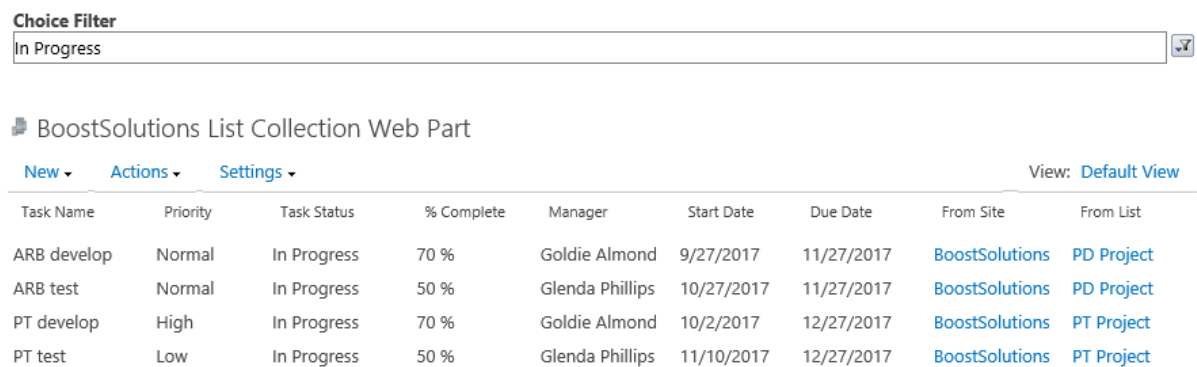 Choice Filter
In Progress
BoostSolutions List Collection Web Part
New Actions Settings View: Default View
Task Name Priority Task Status % Complete Manager Start Date Due Date From Site From List
ARB develop Normal In Progress 70 % Goldie Almond 9/27/2017 11/27/2017 BoostSolutions PD Project
ARB test Normal In Progress 50 % Glenda Phillips 10/27/2017 11/27/2017 BoostSolutions PD Project
PT develop High In Progress 70 % Goldie Almond 10/2/2017 12/27/2017 BoostSolutions PT Project
PT test Low In Progress 50 % Glenda Phillips 11/10/2017 12/27/2017 BoostSolutions PT Project